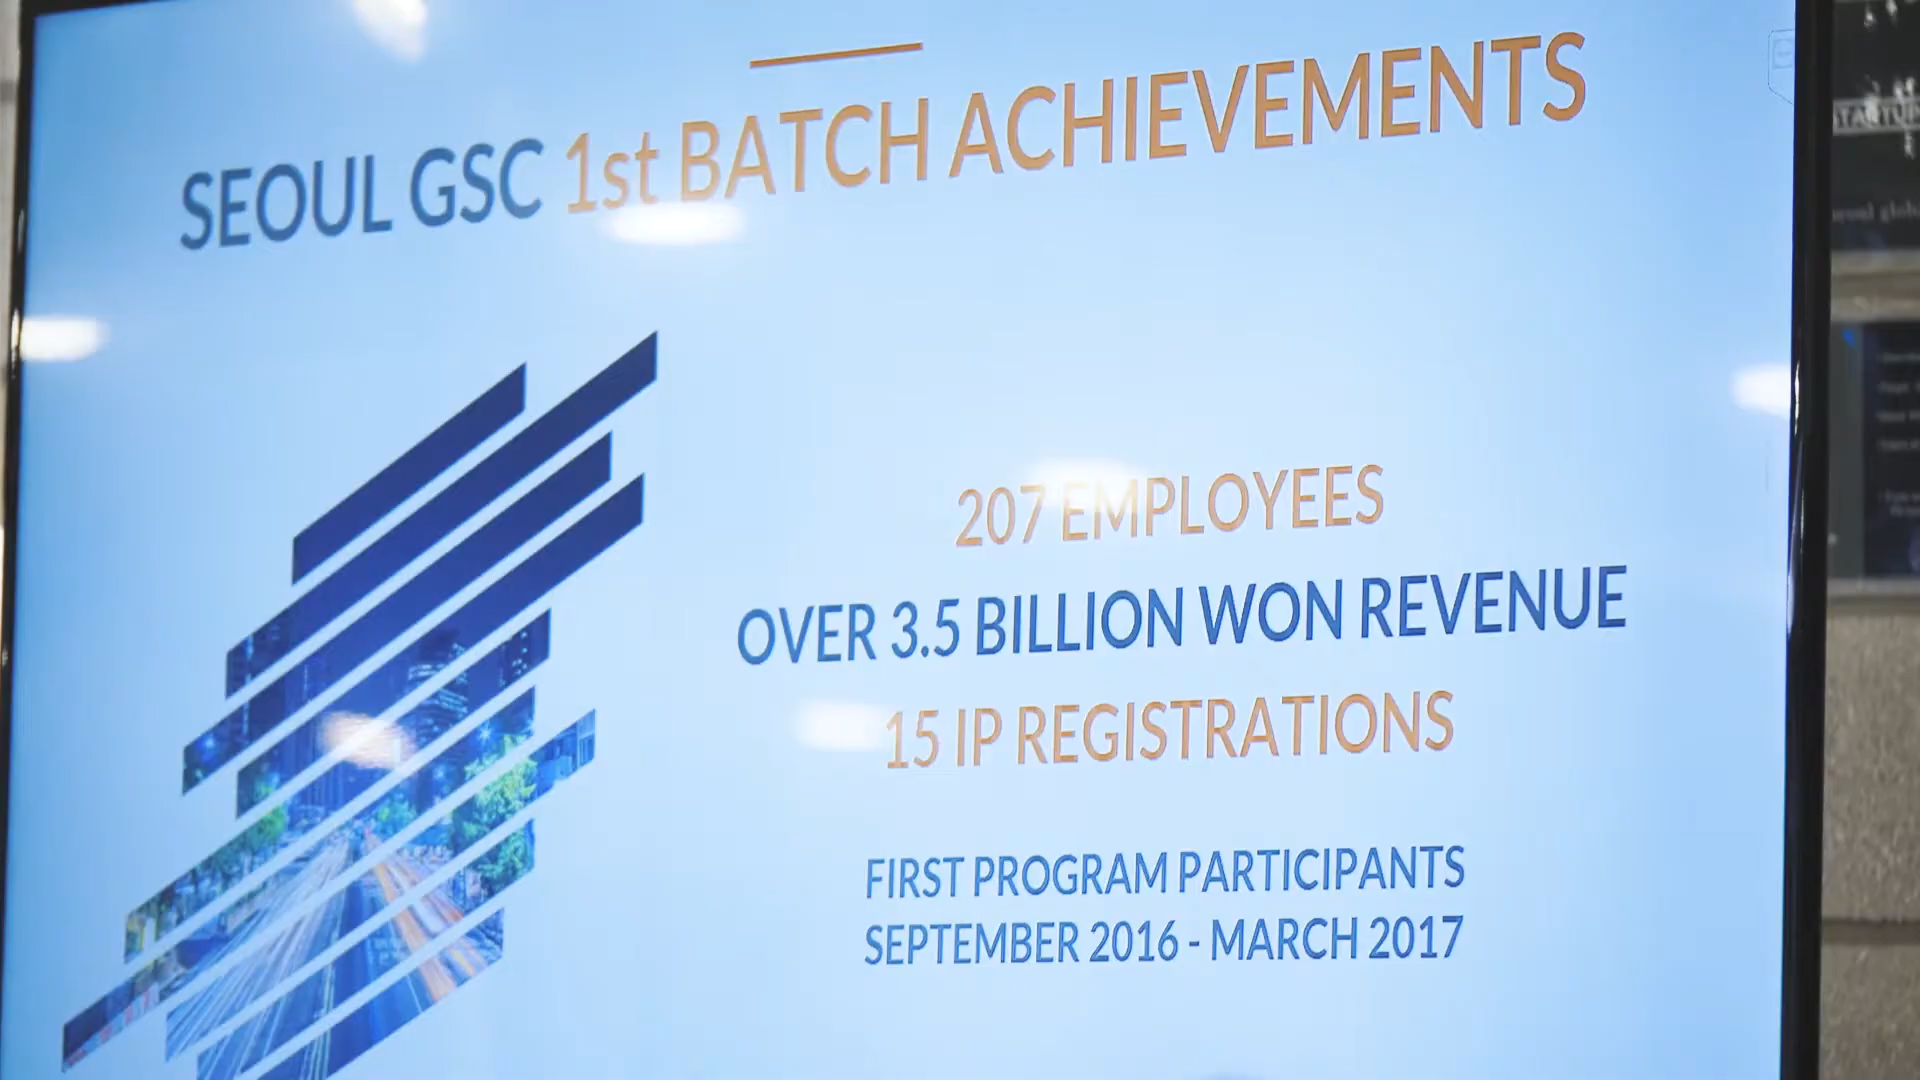 SEOUL GSC 1st BATCH ACHIEVEMENTS
207 EMPLOYEES
OVER 3.5 BILLION WON REVENUE
15 IP REGISTRATIONS
FIRST PROGRAM PARTICIPANTS
SEPTEMBER 2016 - MARCH 2017